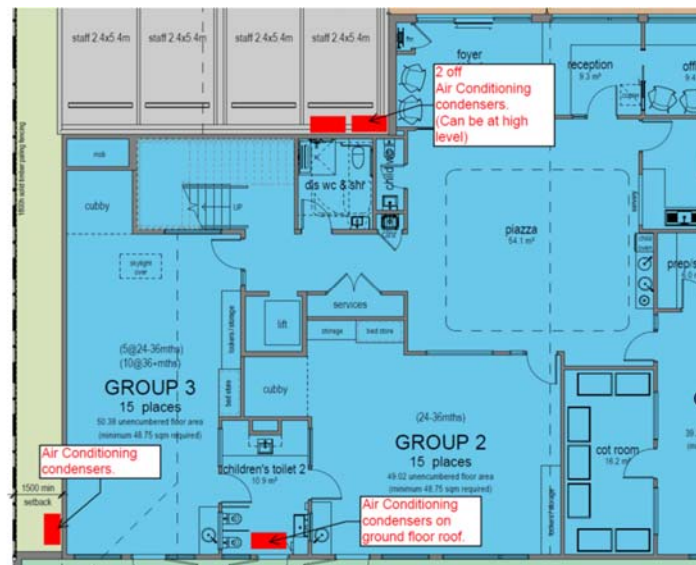 staff 2.4x5.4m
staff 2.4x5.4m
staff 2.4x5.4m
staff 2.4x5.4m
foyer
reception
9.3 m²
2 off
Air Conditioning
condensers.
(Can be at high
level)
cubby
UP
dis wc & shr
skylight
over
piazza
54.1 m²
services
lift
storage
bed store
lockers / storage
bed store
(5@24-36mths)
(10@36+mths)
GROUP 3
15 places
50.38 unencumbered floor area
(minimum 48.75 sqm required)
cubby
(24-36mths)
GROUP 2
15 places
49.02 unencumbered floor area
(minimum 48.75 sqm required)
cot room
16.2 m²
Air Conditioning
condensers.
1500 min
setback
children's toilet 2
10.9 m²
Air Conditioning
condensers on
ground floor roof.
lockers / storage